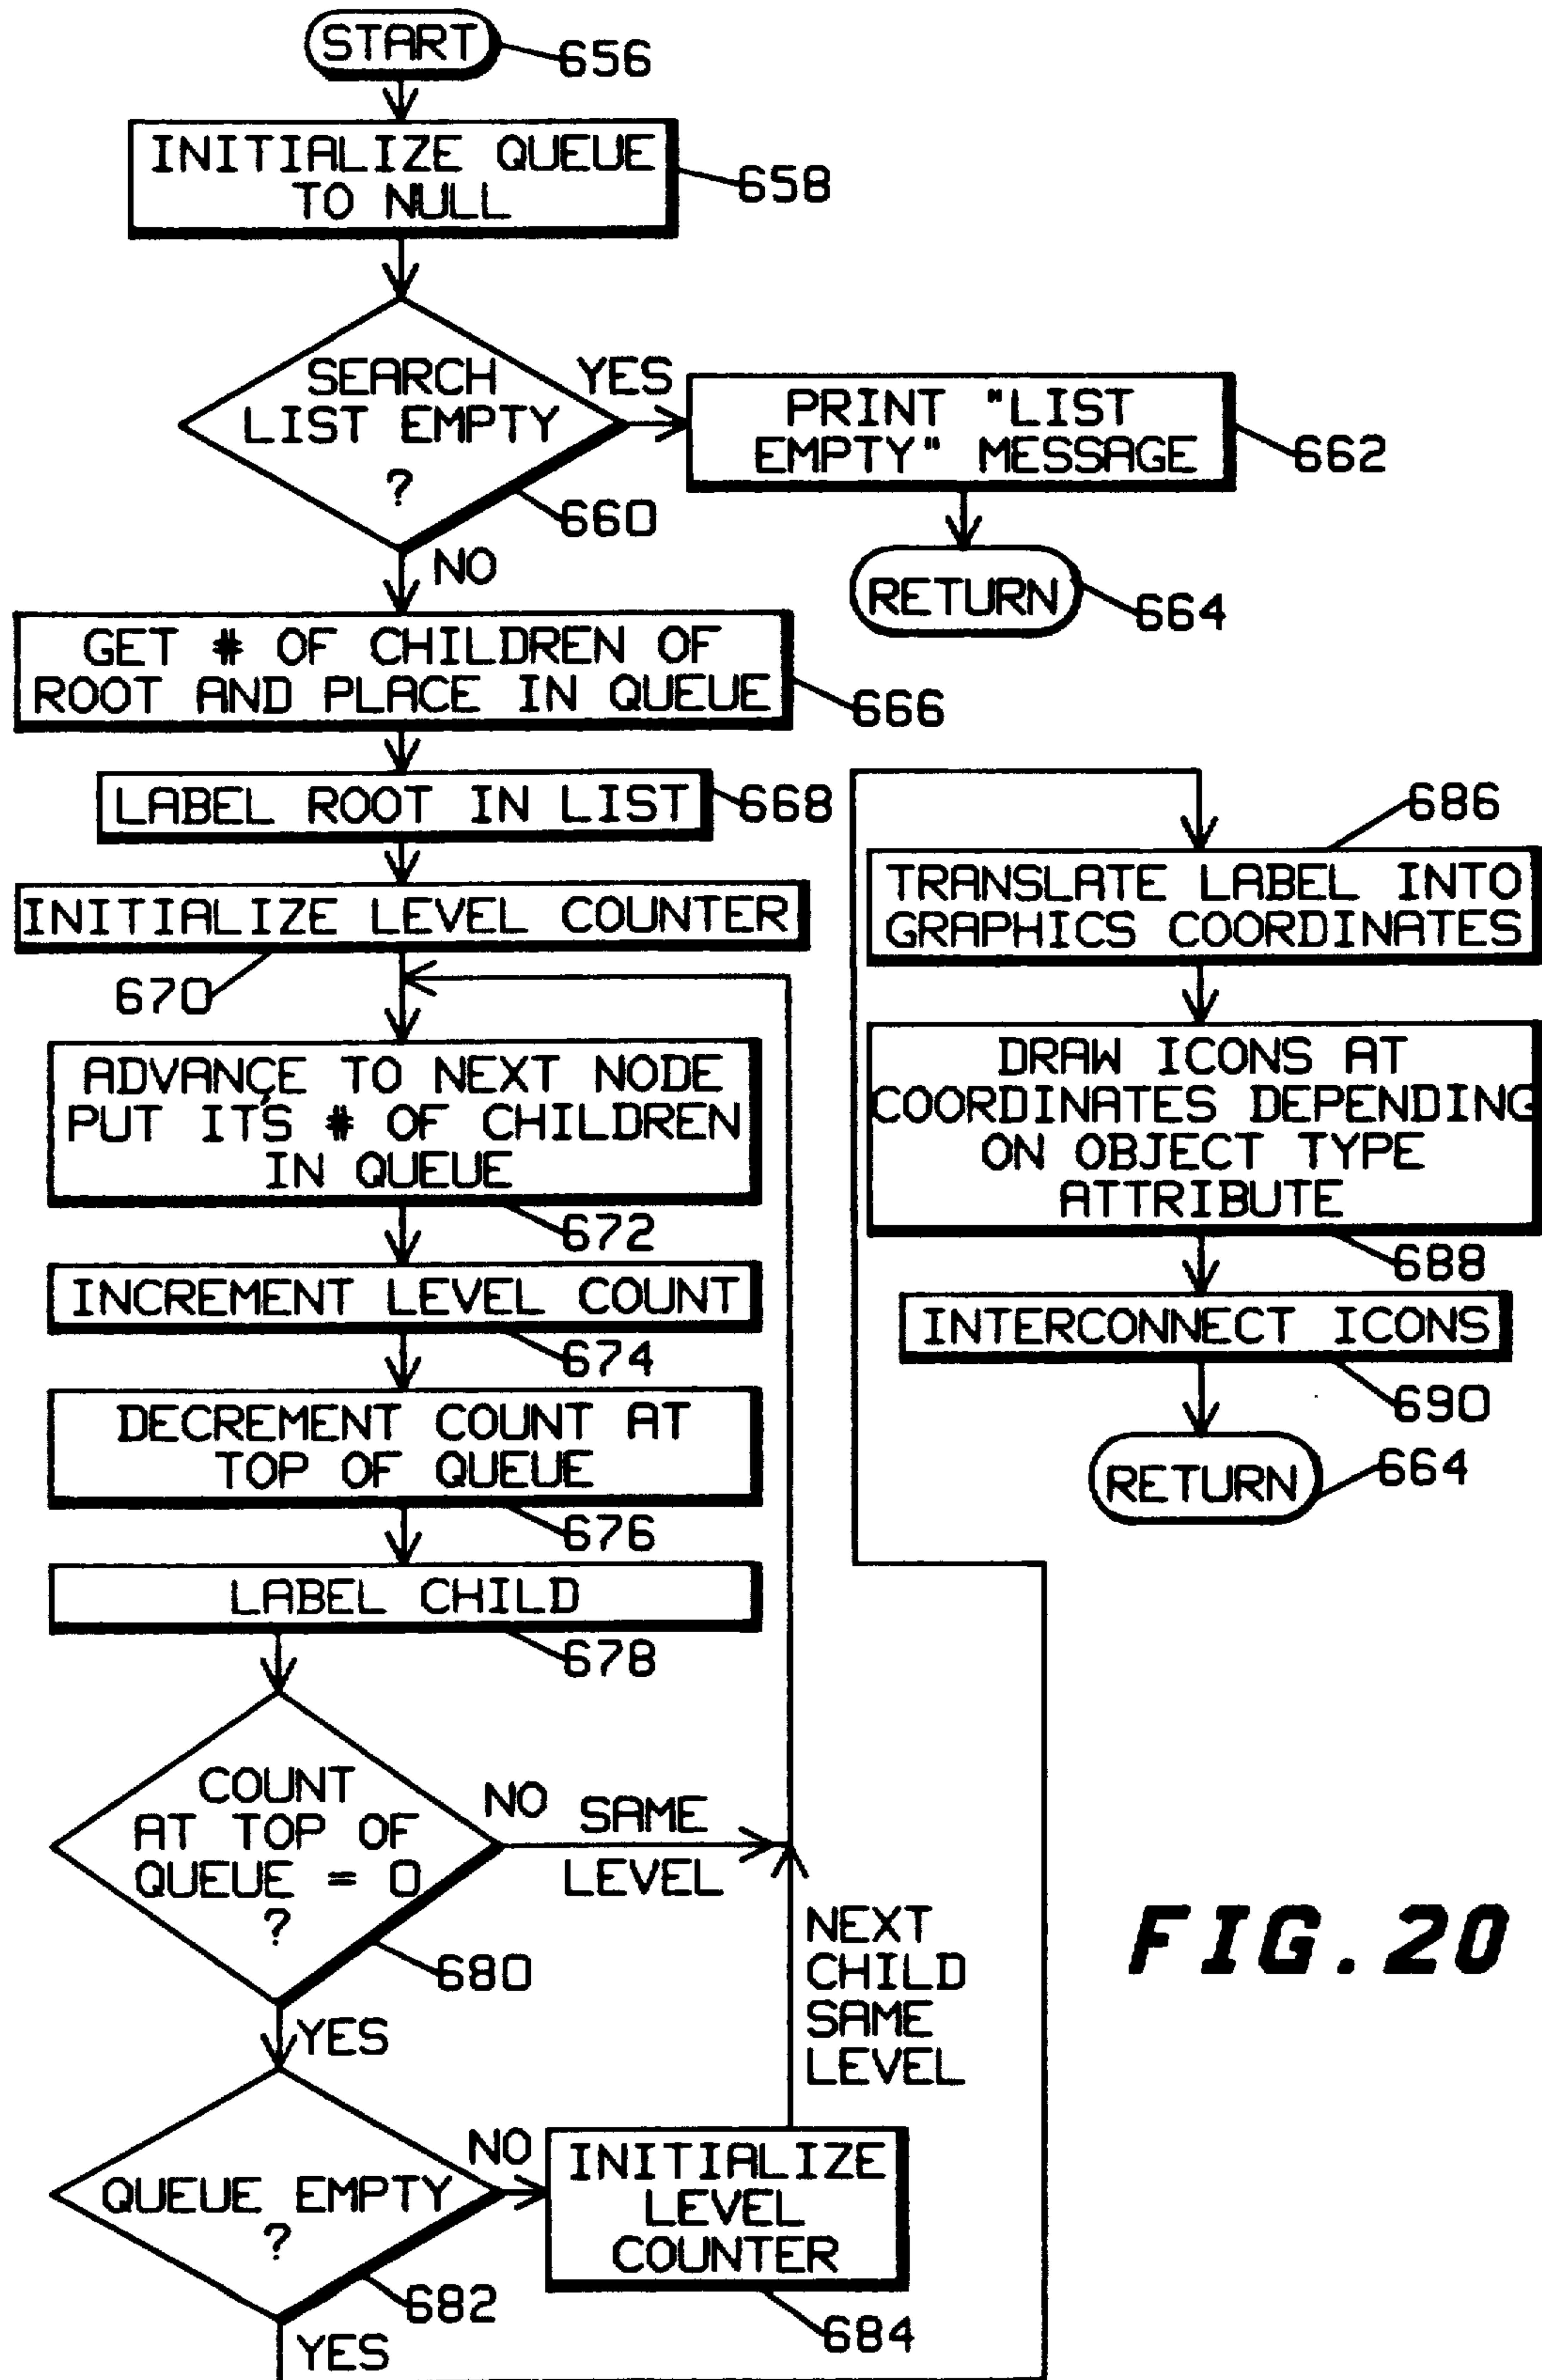 START
656
INITIALIZE QUEUE
TO NULL
658
SEARCH
LIST EMPTY
?
660
YES
NO
PRINT "LIST
EMPTY" MESSAGE
662
RETURN
664
GET # OF CHILDREN OF
ROOT AND PLACE IN QUEUE
666
LABEL ROOT IN LIST
668
INITIALIZE LEVEL COUNTER
670
ADVANCE TO NEXT NODE
PUT IT'S # OF CHILDREN
IN QUEUE
672
INCREMENT LEVEL COUNT
674
DECREMENT COUNT AT
TOP OF QUEUE
676
LABEL CHILD
678
COUNT
AT TOP OF
QUEUE = 0
?
680
NO
SAME
LEVEL
YES
QUEUE EMPTY
?
682
NO
INITIALIZE
LEVEL
COUNTER
684
NEXT
CHILD
SAME
LEVEL
YES
686
TRANSLATE LABEL INTO
GRAPHICS COORDINATES
DRAW ICONS AT
COORDINATES DEPENDING
ON OBJECT TYPE
ATTRIBUTE
688
INTERCONNECT ICONS
690
RETURN
664
FIG.20